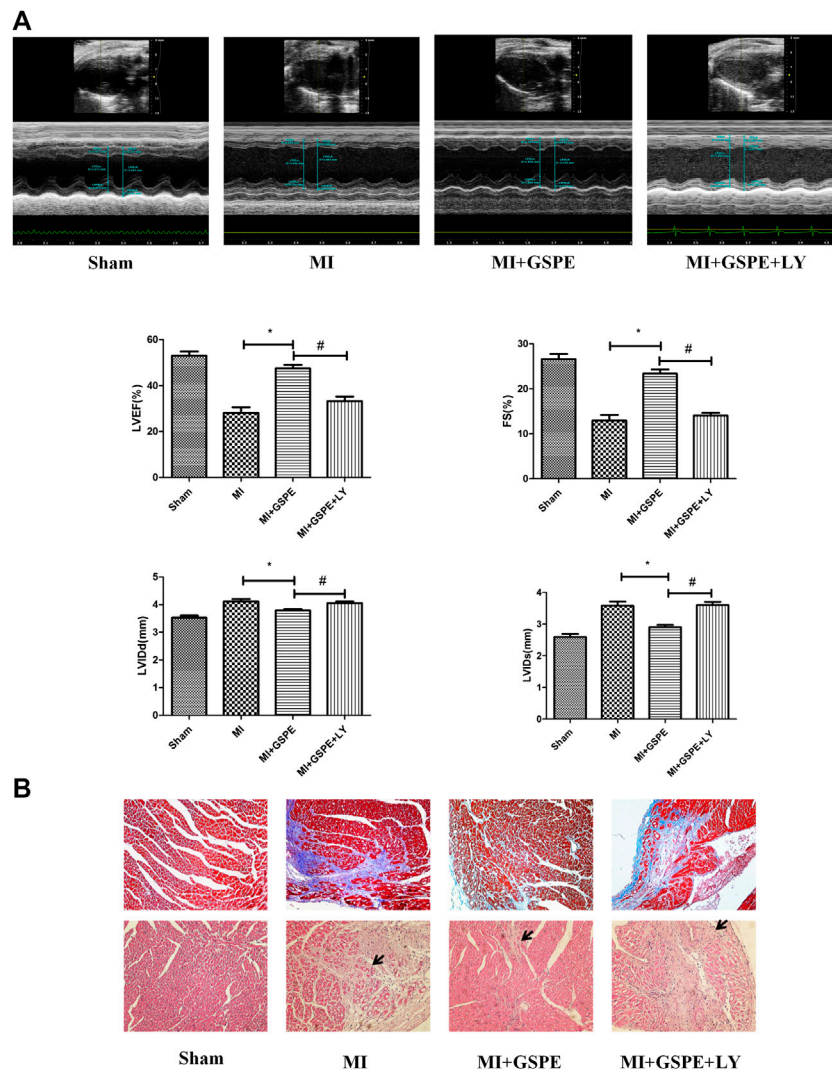 A
Sham
MI
MI+GSPE
MI+GSPE+LY
LVEF(%)
60
40
20
0
*
#
Sham
MI
MI+GSPE
MI+GSPE+LY
FS(%)
30
20
10
0
*
#
Sham
MI
MI+GSPE
MI+GSPE+LY
LVIDd(mm)
5
4
3
2
1
0
*
#
Sham
MI
MI+GSPE
MI+GSPE+LY
LVIDs(mm)
4
3
2
1
0
*
#
Sham
MI
MI+GSPE
MI+GSPE+LY
B
Sham
MI
MI+GSPE
MI+GSPE+LY